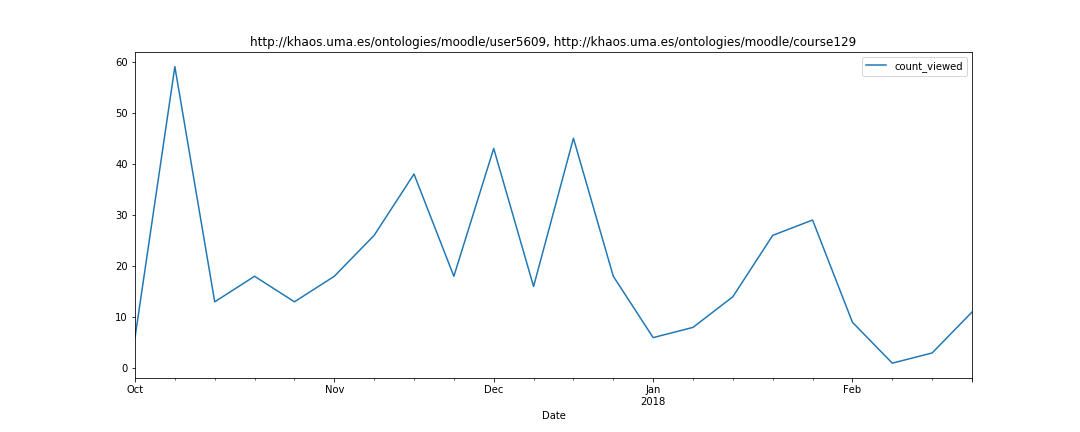 http://khaos.uma.es/ontologies/moodle/user5609, http://khaos.uma.es/ontologies/moodle/course129
count_viewed
60
50
40
30
20
10
0
Oct Nov Dec Jan Feb
2018
Date